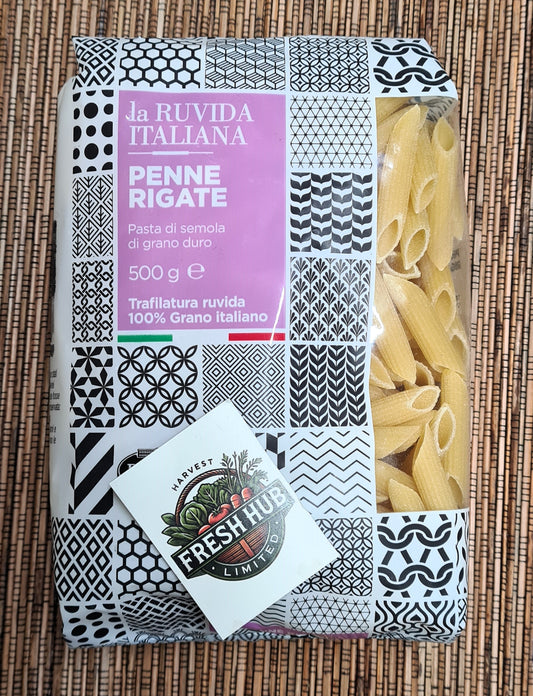 la RUVIDA
ITALIANA
PENNE
RIGATE
Pasta di semola
di grano duro
500 g ℮
Trafilatura ruvida
100% Grano italiano
HARVEST
FRESH HUB
LIMITED